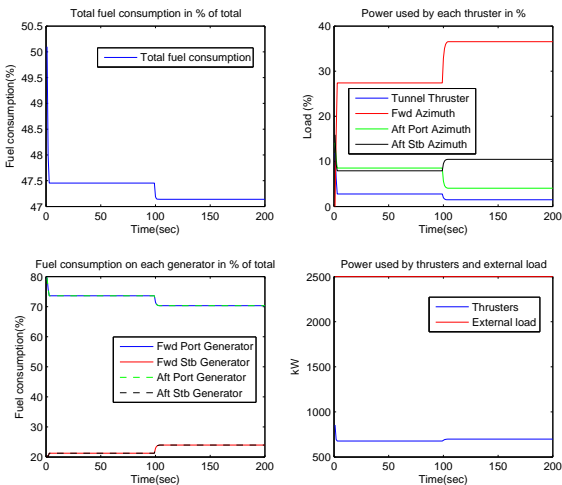 Total fuel consumption in % of total
50.5
50
49.5
49
48.5
48
47.5
47
Fuel consumption(%)
Total fuel consumption
0
50
100
150
200
Time(sec)
Power used by each thruster in %
40
30
20
10
0
Load (%)
Tunnel Thruster
Fwd Azimuth
Aft Port Azimuth
Aft Stb Azimuth
0
50
100
150
200
Time(sec)
Fuel consumption on each generator in % of total
80
70
60
50
40
30
20
Fuel consumption(%)
Fwd Port Generator
Fwd Stb Generator
Aft Port Generator
Aft Stb Generator
0
50
100
150
200
Time(sec)
Power used by thrusters and external load
2500
2000
1500
1000
500
kW
Thrusters
External load
0
50
100
150
200
Time(sec)